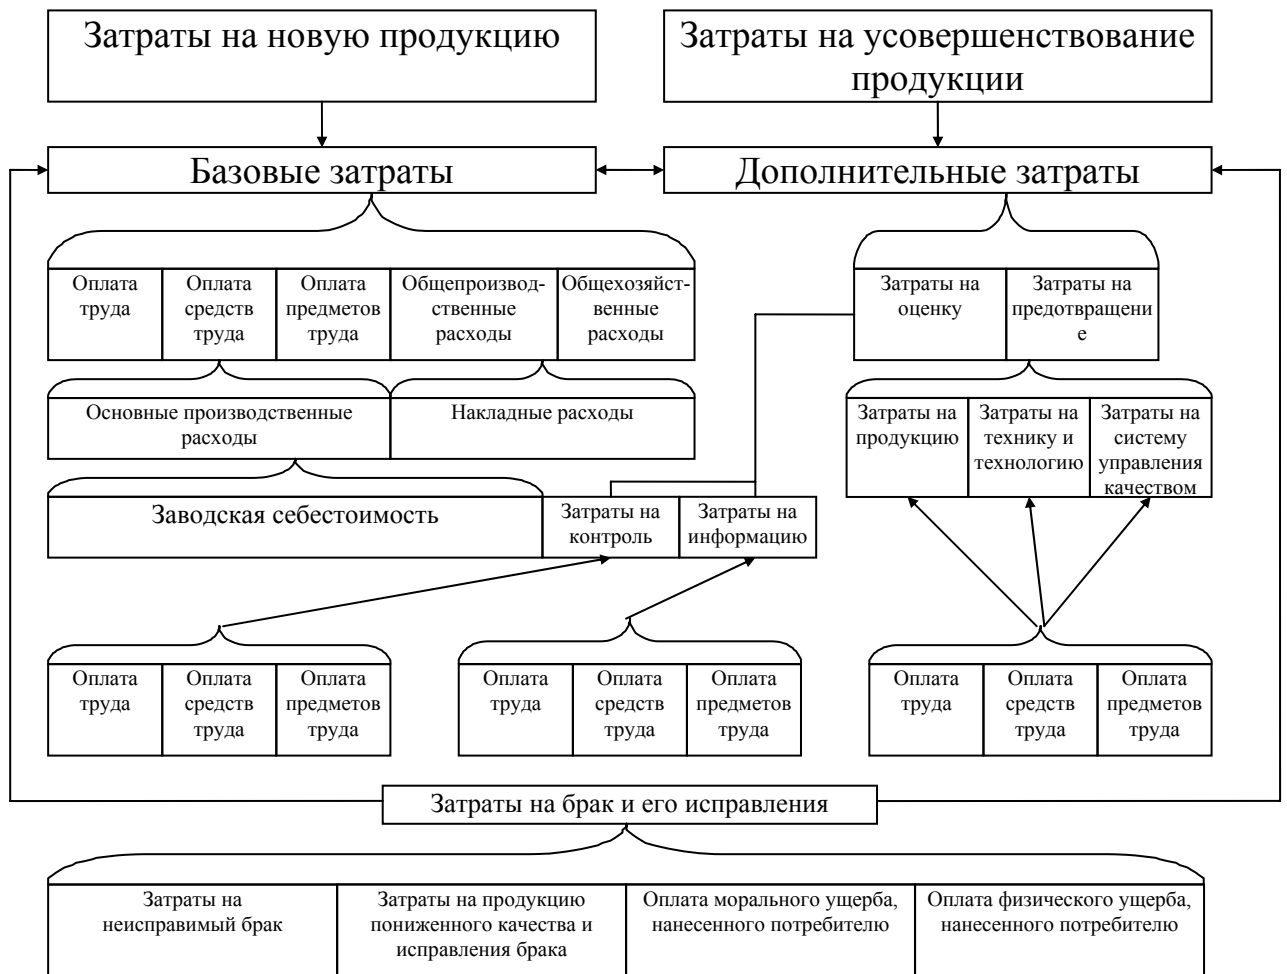 Затраты на новую продукцию
Затраты на усовершенствование
продукции
Базовые затраты
Дополнительные затраты
Оплата
труда
Оплата
средств
труда
Оплата
предметов
труда
Общепроизвод-
ственные
расходы
Общехозяйст-
венные
расходы
Затраты на
оценку
Затраты на
предотвращени
е
Основные производственные
расходы
Накладные расходы
Затраты на
продукцию
Затраты на
технику и
технологию
Затраты на
систему
управления
качеством
Заводская себестоимость
Затраты на
контроль
Затраты на
информацию
Оплата
труда
Оплата
средств
труда
Оплата
предметов
труда
Оплата
труда
Оплата
средств
труда
Оплата
предметов
труда
Оплата
труда
Оплата
средств
труда
Оплата
предметов
труда
Затраты на брак и его исправления
Затраты на
неисправимый брак
Затраты на продукцию
пониженного качества и
исправления брака
Оплата морального ущерба,
нанесенного потребителю
Оплата физического ущерба,
нанесенного потребителю